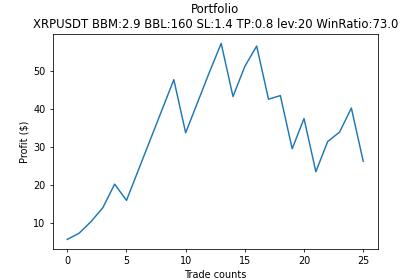 Portfolio
XRPUSDT BBM:2.9 BBL:160 SL:1.4 TP:0.8 lev:20 WinRatio:73.0
Profit ($)
50
40
30
20
10
0 5 10 15 20 25
Trade counts